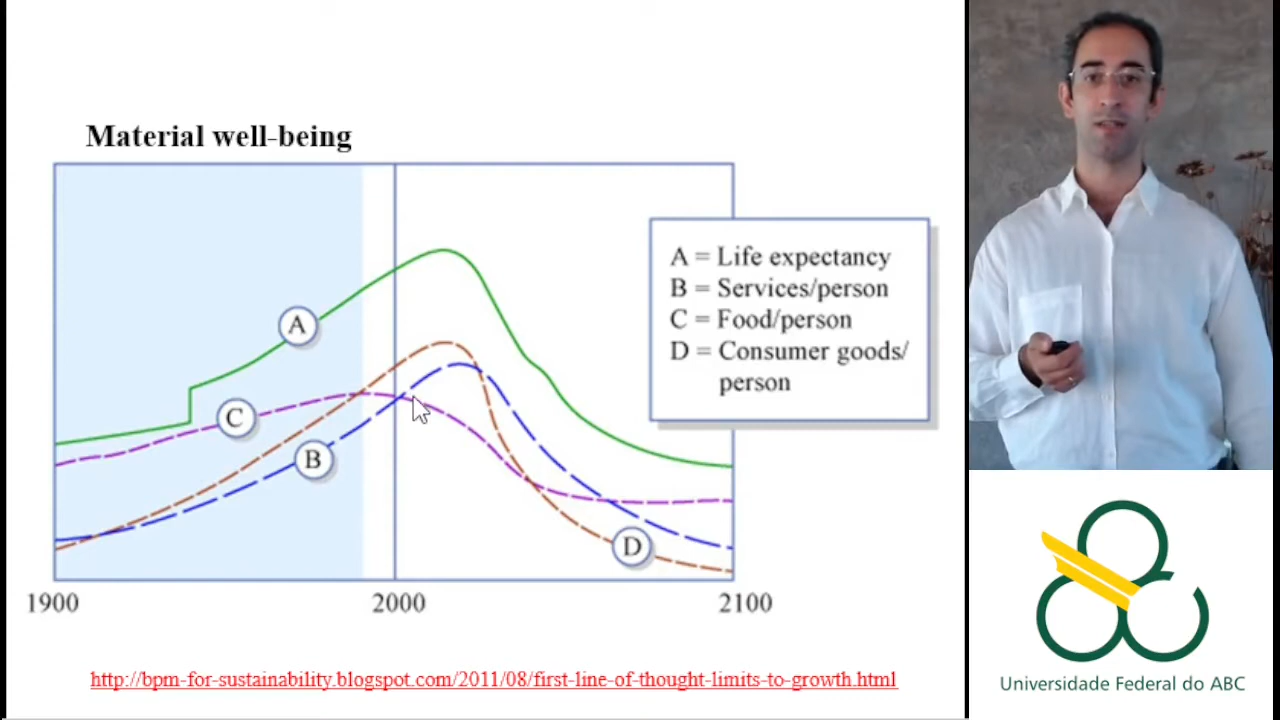 Material well-being
A
C
B
D
A = Life expectancy
B = Services/person
C = Food/person
D = Consumer goods/
person
1900
2000
2100
http://bpm-for-sustainability.blogspot.com/2011/08/first-line-of-thought-limits-to-growth.html
Universidade Federal do ABC